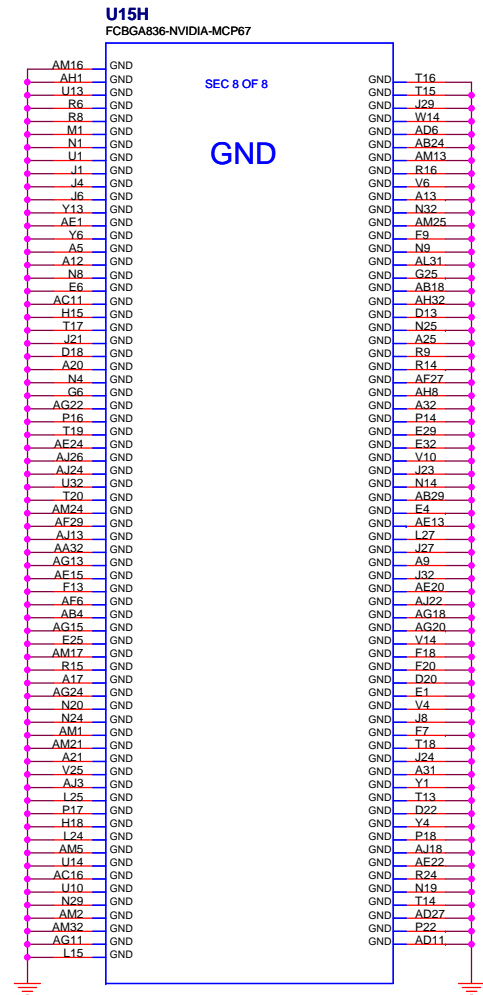 U15H
FCBGA836-NVIDIA-MCP67
SEC 8 OF 8
GND
AM16 GND
AH1 GND
U13 GND
R6 GND
R8 GND
M1 GND
N1 GND
U1 GND
J1 GND
J4 GND
J6 GND
Y13 GND
AE1 GND
Y6 GND
A5 GND
A12 GND
N8 GND
E6 GND
AC11 GND
H15 GND
T17 GND
J21 GND
D18 GND
A20 GND
N4 GND
G6 GND
AG22 GND
P16 GND
T19 GND
AE24 GND
AJ26 GND
AJ24 GND
U32 GND
T20 GND
AM24 GND
AF29 GND
AJ13 GND
AA32 GND
AG13 GND
AE15 GND
F13 GND
AF6 GND
AB4 GND
AG15 GND
E25 GND
AM17 GND
R15 GND
A17 GND
AG24 GND
N20 GND
N24 GND
AM1 GND
AM21 GND
A21 GND
V25 GND
AJ3 GND
L25 GND
P17 GND
H18 GND
L24 GND
AM5 GND
U14 GND
AC16 GND
U10 GND
N29 GND
AM2 GND
AM32 GND
AG11 GND
L15 GND
GND T16
GND T15
GND J29
GND W14
GND AD6
GND AB24
GND AM13
GND R16
GND V6
GND A13
GND N32
GND AM25
GND F9
GND N9
GND AL31
GND G25
GND AB18
GND AH32
GND D13
GND N25
GND A25
GND R9
GND R14
GND AF27
GND AH8
GND A32
GND P14
GND E29
GND E32
GND V10
GND J23
GND N14
GND AB29
GND E4
GND AE13
GND L27
GND J27
GND A9
GND J32
GND AE20
GND AJ22
GND AG18
GND AG20
GND V14
GND F18
GND F20
GND D20
GND E1
GND V4
GND J8
GND F7
GND T18
GND J24
GND A31
GND Y1
GND T13
GND D22
GND Y4
GND P18
GND AJ18
GND AE22
GND R24
GND N19
GND T14
GND AD27
GND P22
GND AD11